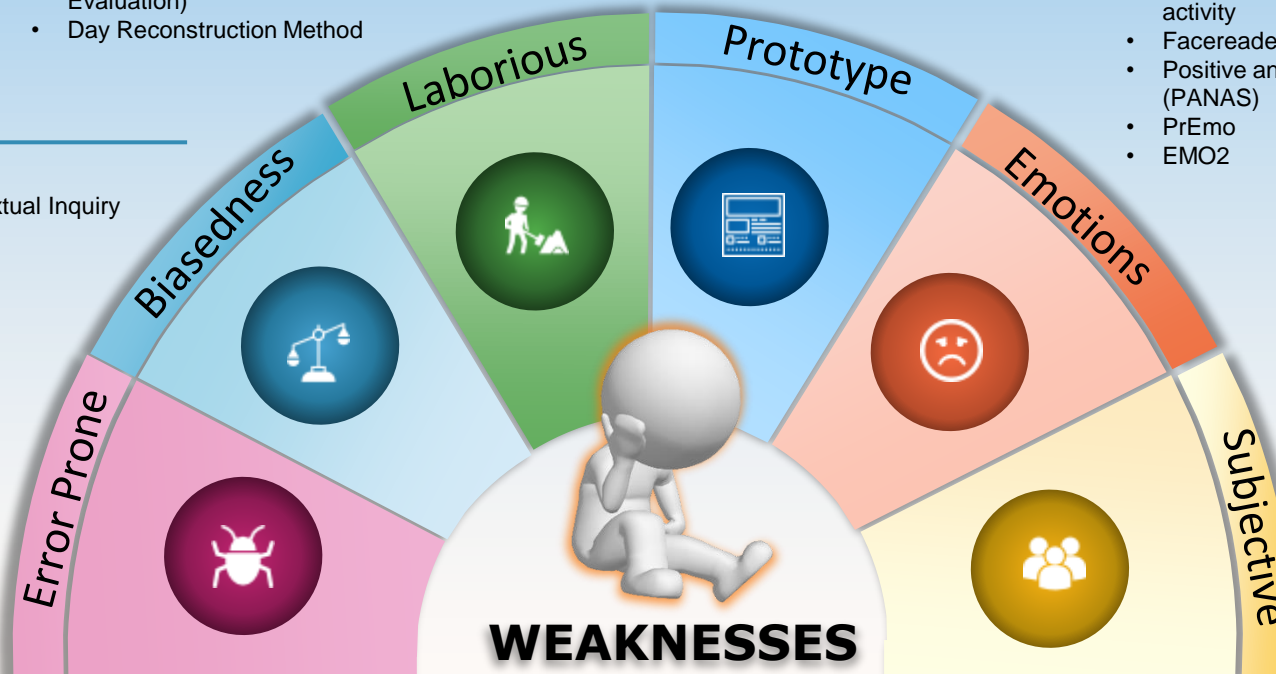 Evaluation)
• Day Reconstruction Method
activity
• Facereade
• Positive an
(PANAS)
• PrEmo
• EMO2
xtual Inquiry
Laborious
Prototype
Biasedness
Emotions
Error Prone
Subjective
WEAKNESSES